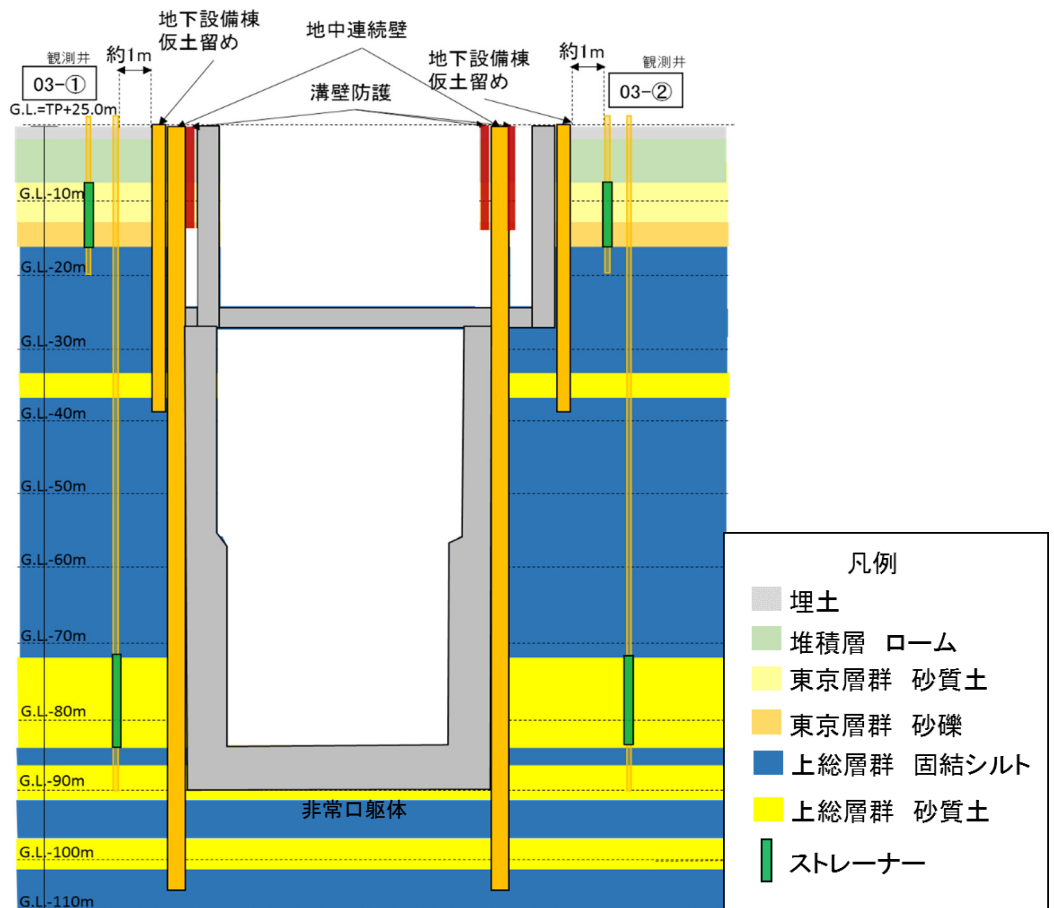 地下設備棟
仮土留め
地中連続壁
観測井
約1m
地下設備棟
仮土留め
約1m
観測井
03-①
溝壁防護
03-②
G.L.=TP+25.0m
G.L.-10m
G.L.-20m
G.L.-30m
G.L.-40m
G.L.-50m
G.L.-60m
G.L.-70m
G.L.-80m
G.L.-90m
非常口躯体
G.L.-100m
G.L.-110m
凡例
埋土
堆積層 ローム
東京層群 砂質土
東京層群 砂礫
上総層群 固結シルト
上総層群 砂質土
ストレーナー